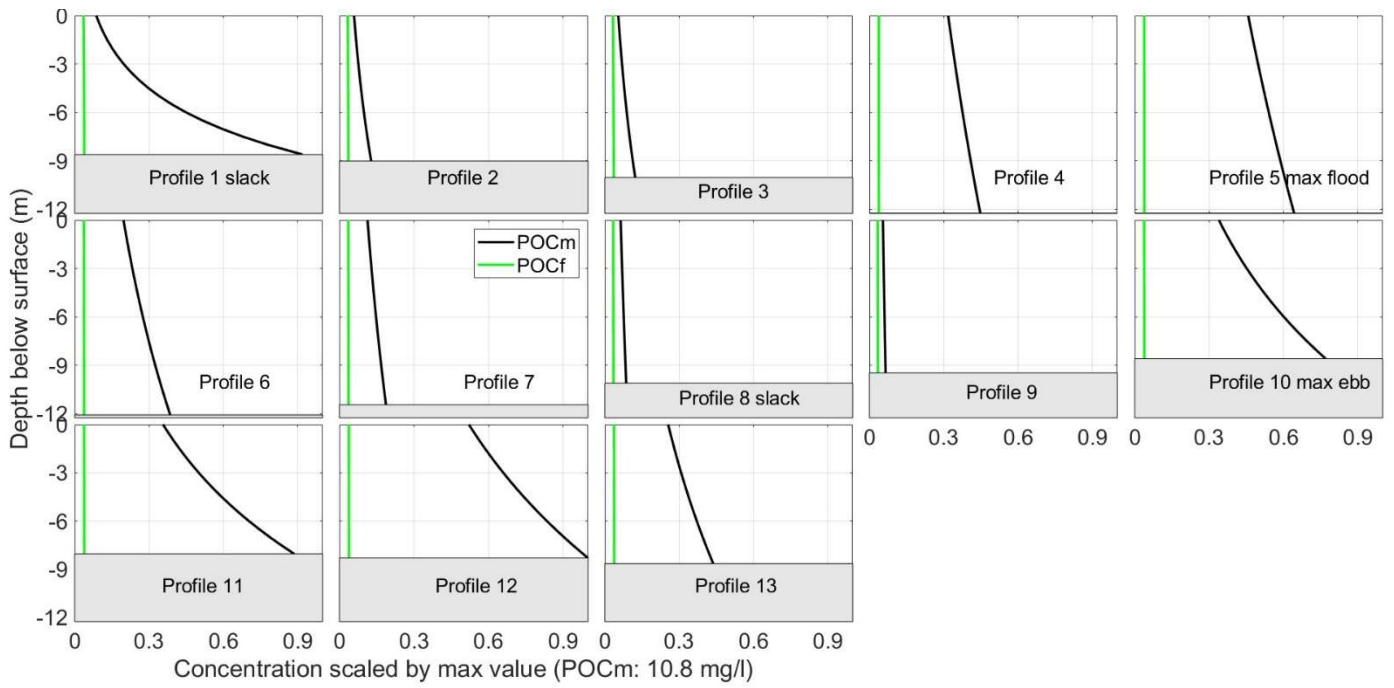 0
-3
-6
-9
-12
Profile 1 slack
Profile 2
Profile 3
Profile 4
Profile 5 max flood
0
-3
-6
-9
-12
Profile 6
POCm
POCf
Profile 7
Profile 8 slack
Profile 9
Profile 10 max ebb
0 0.3 0.6 0.9
0 0.3 0.6 0.9
0
-3
-6
-9
-12
Profile 11
Profile 12
Profile 13
0 0.3 0.6 0.9
0 0.3 0.6 0.9
0 0.3 0.6 0.9
Depth below surface (m)
Concentration scaled by max value (POCm: 10.8 mg/l)